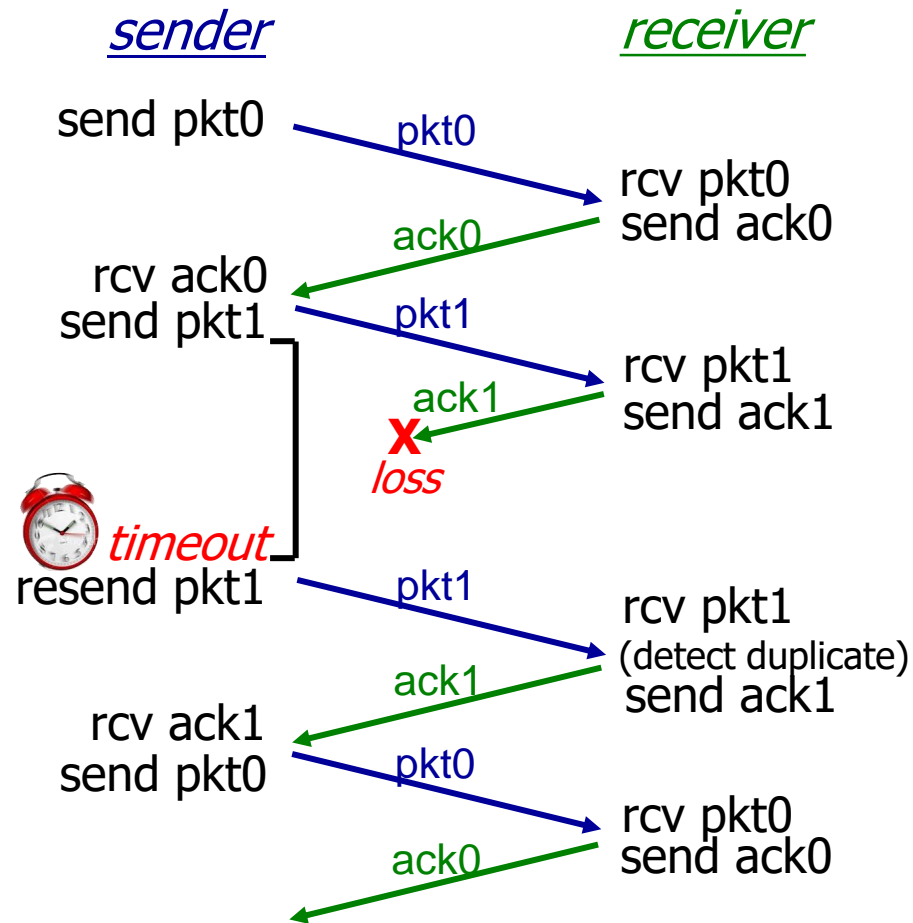 sender
receiver
send pkt0
pkt0
rcv pkt0
send ack0
ack0
rcv ack0
send pkt1
pkt1
rcv pkt1
send ack1
ack1
X
loss
timeout
resend pkt1
pkt1
rcv pkt1
(detect duplicate)
send ack1
ack1
rcv ack1
send pkt0
pkt0
rcv pkt0
send ack0
ack0